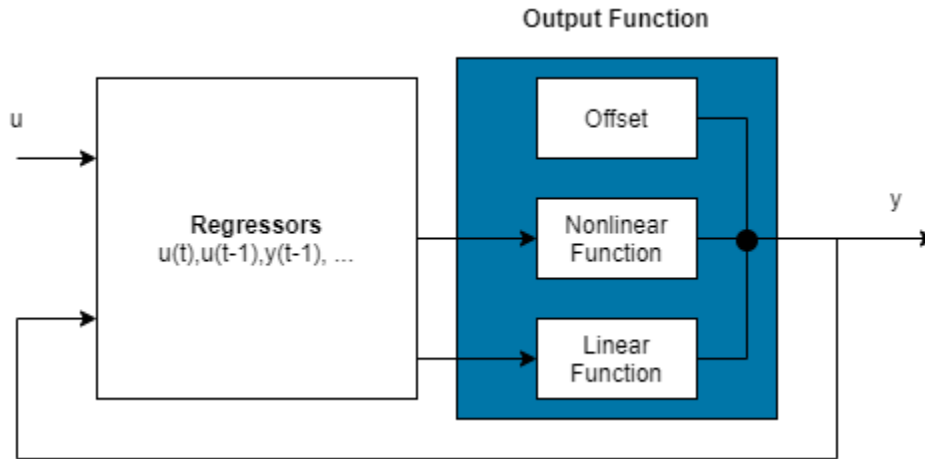 Output Function
u
Offset
Regressors
u(t),u(t-1),y(t-1), ...
Nonlinear
Function
y
Linear
Function